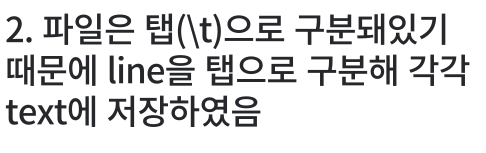 2. 파일은 탭(\t)으로 구분돼있기
때문에 line을 탭으로 구분해 각각
text에 저장하였음